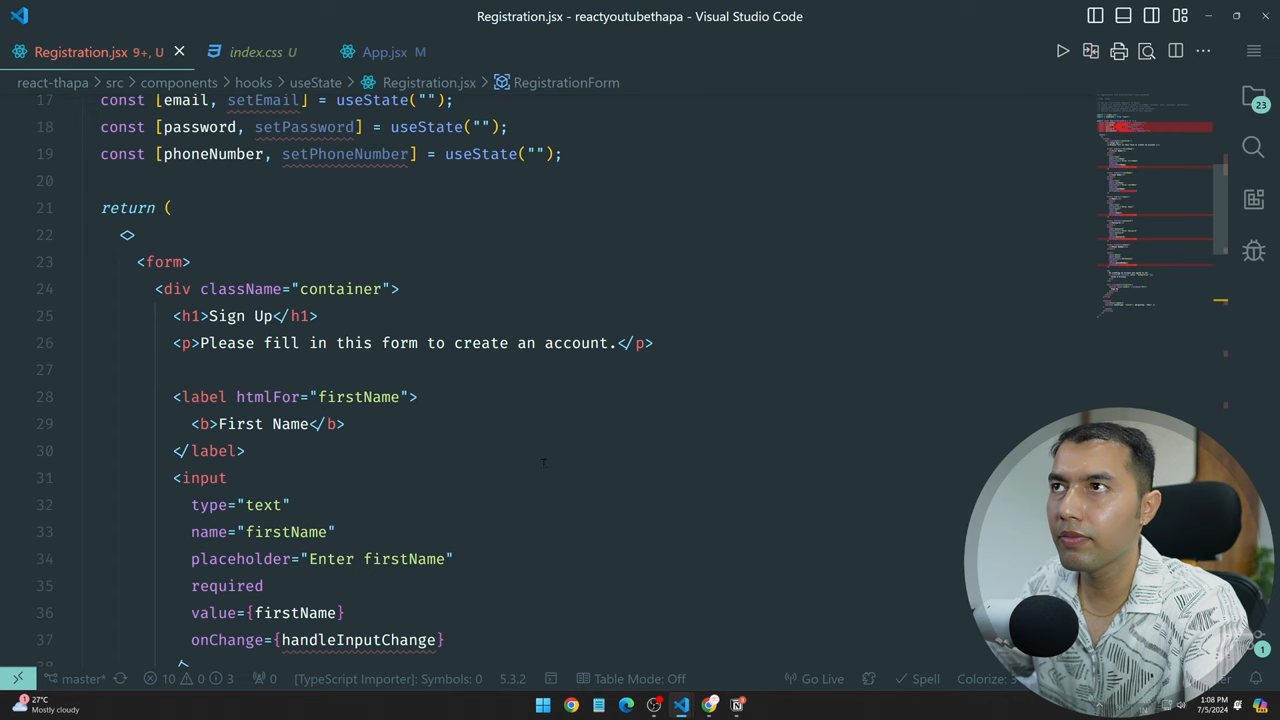 Registration.jsx - reactyoutubethapa - Visual Studio Code
Registration.jsx 9+, U
index.css U
App.jsx M
react-thapa > src > components > hooks > useState > Registration.jsx > RegistrationForm
17 const [email, setEmail] = useState("");
18 const [password, setPassword] = useState("");
19 const [phoneNumber, setPhoneNumber] = useState("");
20
21 return (
22 <>
23 <form>
24 <div className="container">
25 <h1>Sign Up</h1>
26 <p>Please fill in this form to create an account.</p>
27
28 <label htmlFor="firstName">
29 <b>First Name</b>
30 </label>
31 <input
32 type="text"
33 name="firstName"
34 placeholder="Enter firstName"
35 required
36 value={firstName}
37 onChange={handleInputChange}
/>
23
1
master*
10 0 3
0
[TypeScript Importer]: Symbols: 0
5.3.2
Table Mode: Off
Go Live
Spell
Colorize: 3
27°C
Mostly cloudy
1:08 PM
7/5/2024